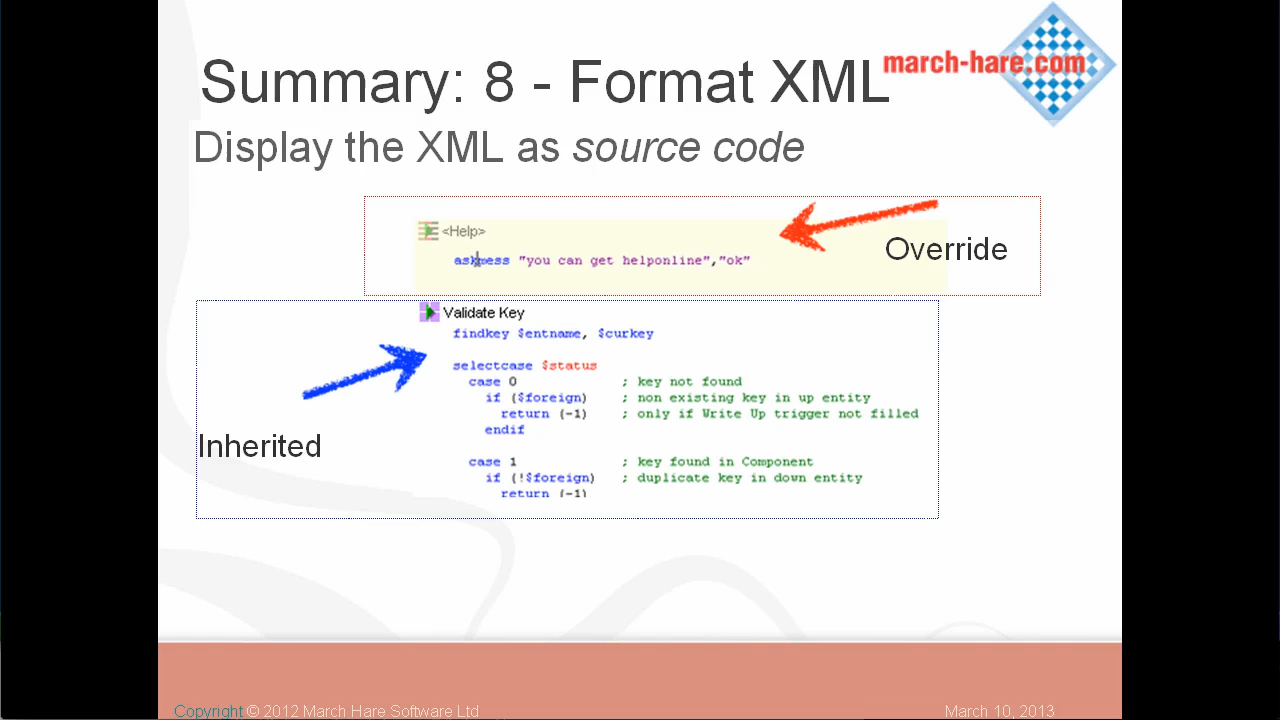 march-hare.com
Summary: 8 - Format XML
Display the XML as source code
<Help>
askmess "you can get helponline","ok"
Override
Validate Key
findkey $entname, $curkey
selectcase $status
case 0 ; key not found
if ($foreign) ; non existing key in up entity
return (-1) ; only if Write Up trigger not filled
endif
Inherited
case 1 ; key found in Component
if (!$foreign) ; duplicate key in down entity
return (-1)
Copyright © 2012 March Hare Software Ltd
March 10, 2013